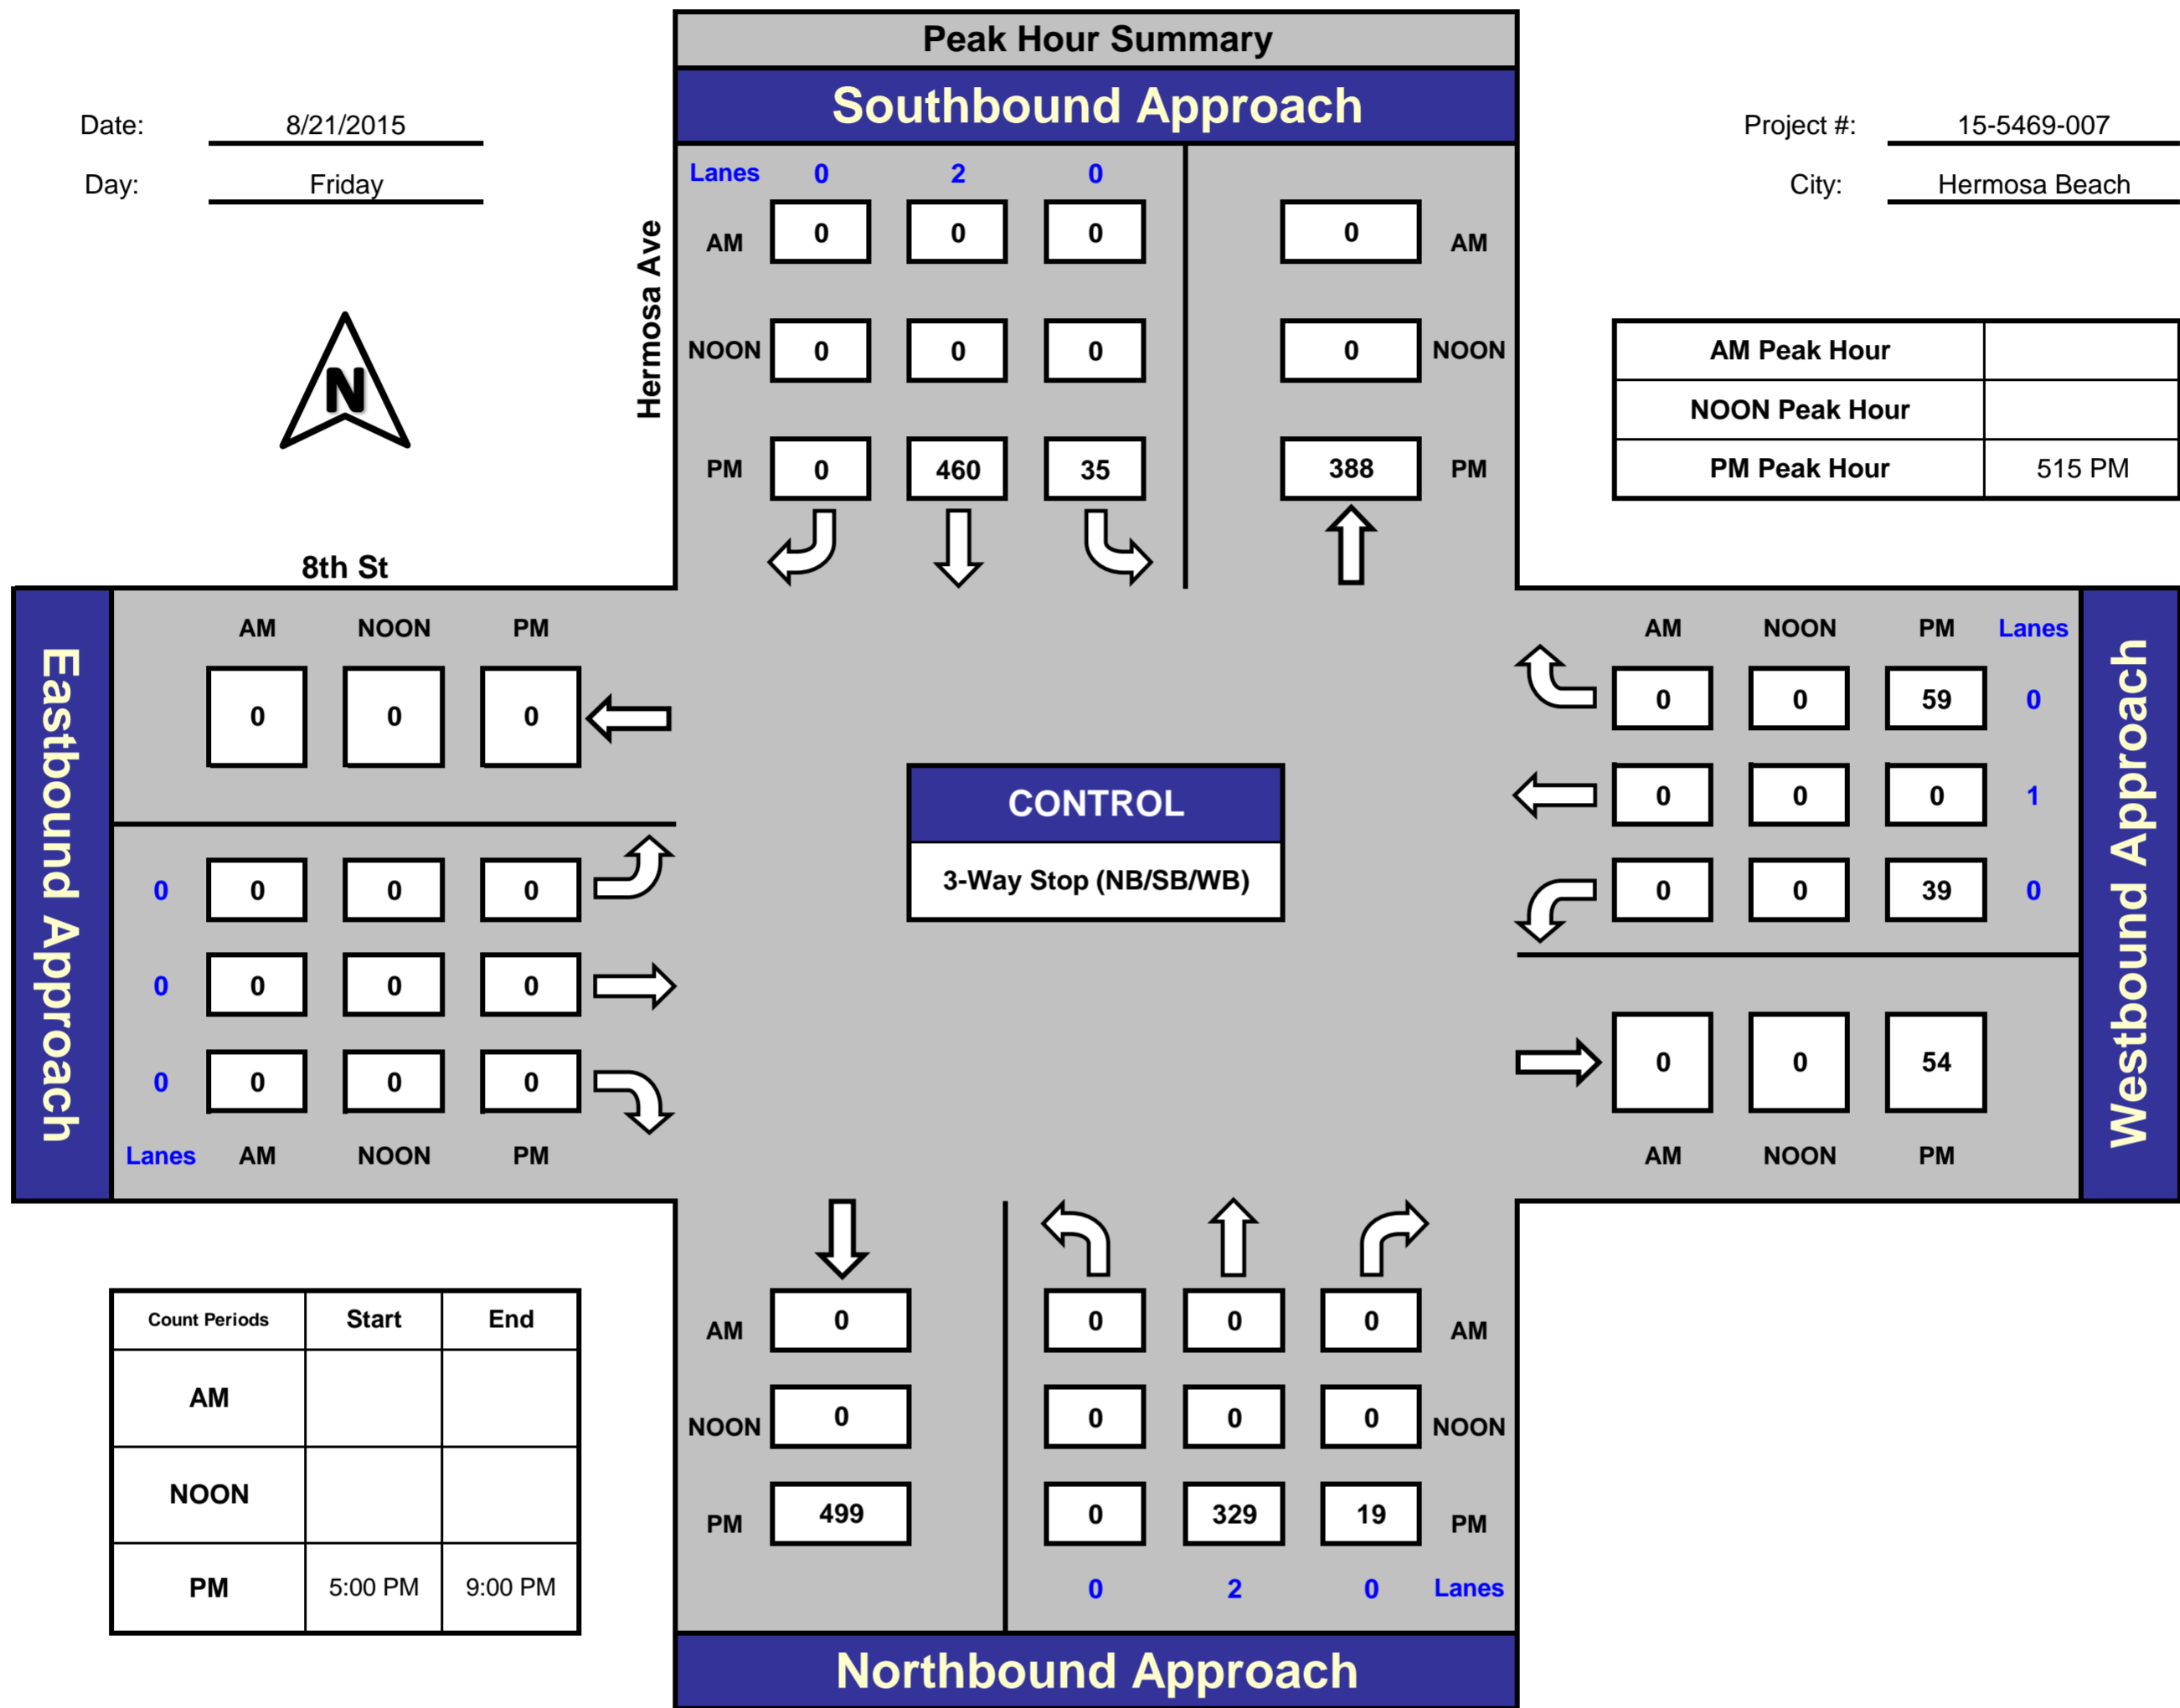 Peak Hour Summary
Southbound Approach
Date: 8/21/2015
Day: Friday
Project #: 15-5469-007
City: Hermosa Beach
N
Hermosa Ave
Lanes 0 2 0
AM 0 0 0 0 AM
NOON 0 0 0 0 NOON
PM 0 460 35 388 PM
AM Peak Hour
NOON Peak Hour
PM Peak Hour 515 PM
8th St
Eastbound Approach
AM NOON PM
0 0 0
0 0 0 0
0 0 0 0
0 0 0 0
Lanes AM NOON PM
CONTROL
3-Way Stop (NB/SB/WB)
AM NOON PM Lanes
0 0 59 0
0 0 0 1
0 0 39 0
0 0 54
AM NOON PM
Westbound Approach
Count Periods Start End
AM
NOON
PM 5:00 PM 9:00 PM
AM 0 0 0 0 AM
NOON 0 0 0 0 NOON
PM 499 0 329 19 PM
0 2 0 Lanes
Northbound Approach